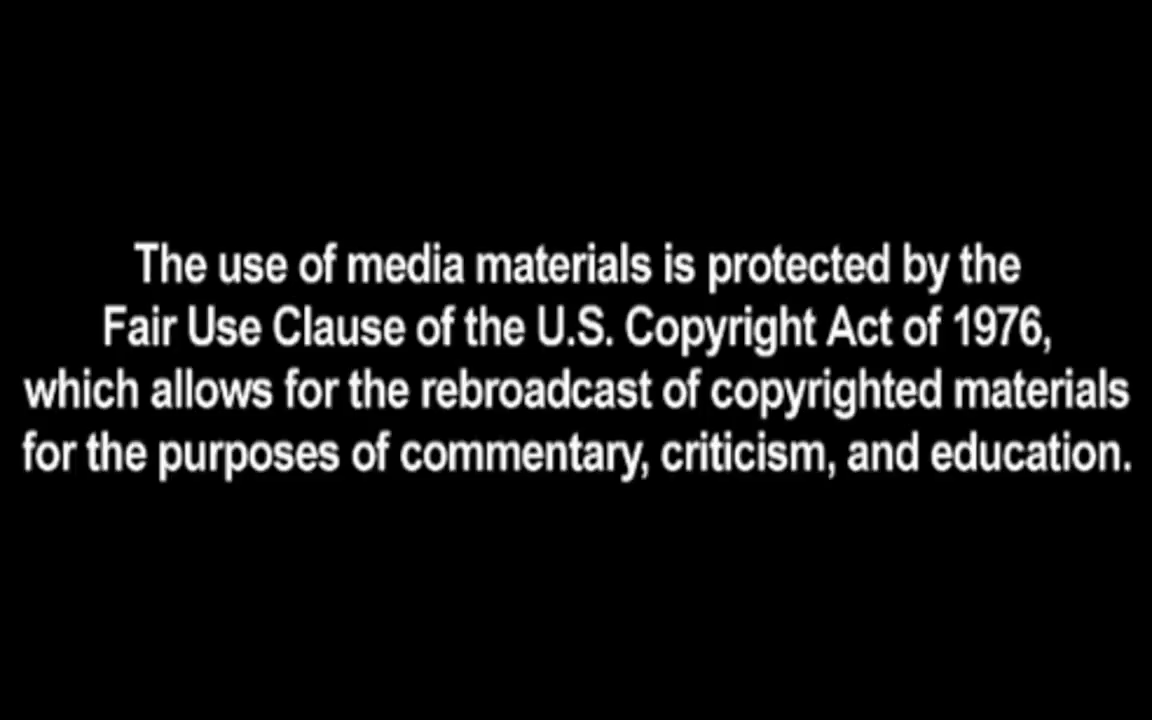 The use of media materials is protected by the
Fair Use Clause of the U.S. Copyright Act of 1976,
which allows for the rebroadcast of copyrighted materials
for the purposes of commentary, criticism, and education.